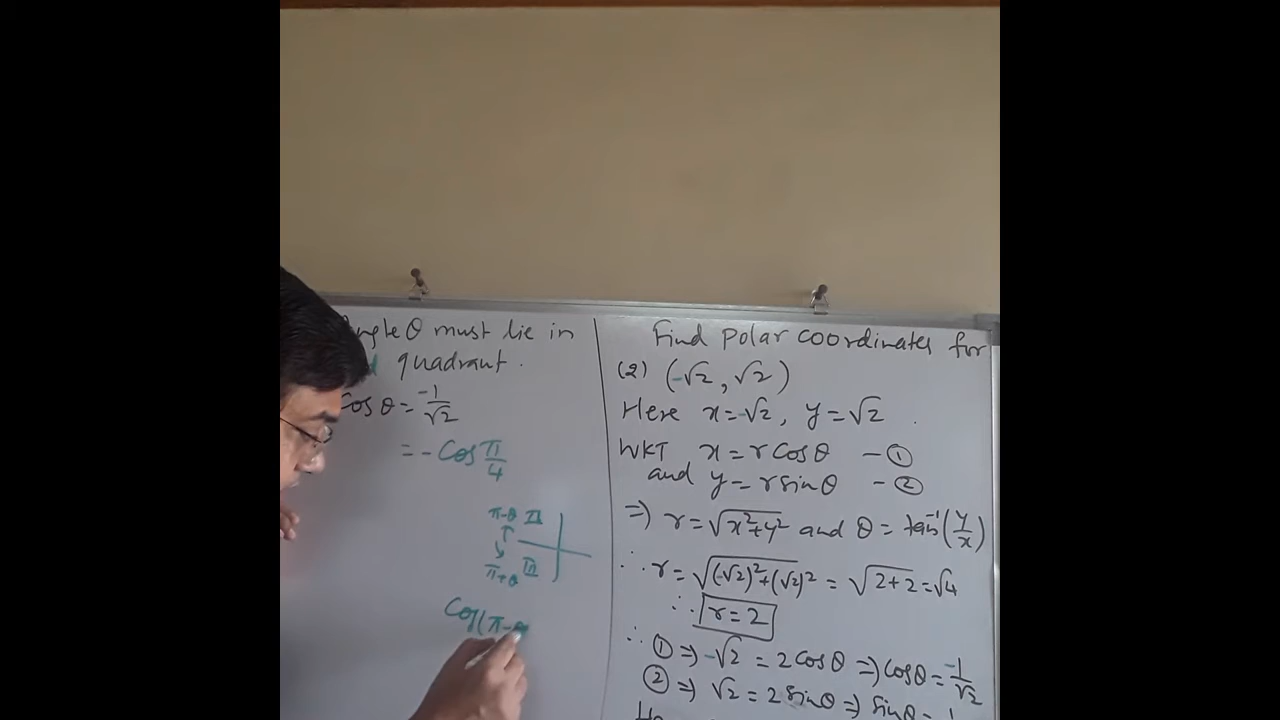 Angle θ must lie in
quadrant.
Cos θ = -1/√2
= - Cos π/4
π-θ II
π+θ III
Cos(π-θ
Find polar coordinates for
(2) (-√2, √2)
Here x = -√2, y = √2.
WKT x = r Cos θ - ①
and y = r sin θ - ②
⇒) r = √x²+y² and θ = tan⁻¹(y/x)
∴ r = √(-√2)²+(√2)² = √2+2 = √4
∴ r = 2
∴ ① ⇒) -√2 = 2 Cos θ ⇒) Cos θ = -1/√2
② ⇒) √2 = 2 sin θ ⇒) sin θ =